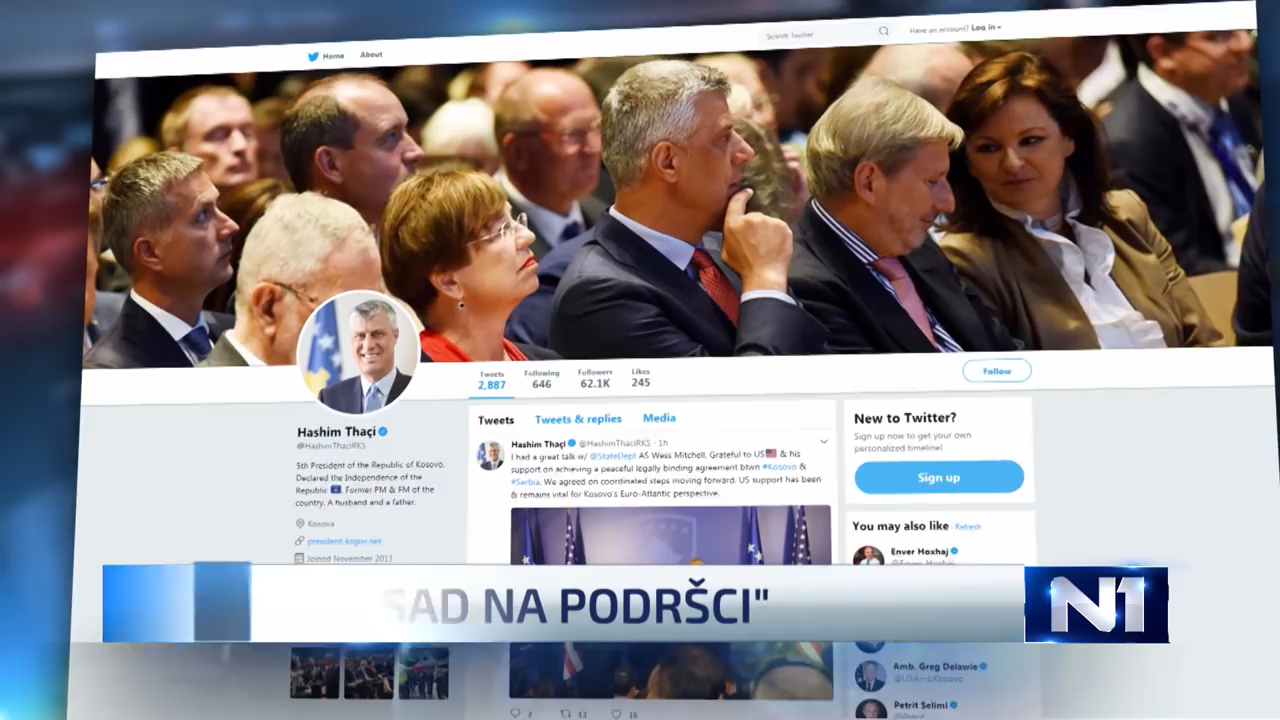 Home About
Search Twitter
Have an account? Log in
Tweets
2,887
Following
646
Followers
62.1K
Likes
245
Follow
Hashim Thaçi
@HashimThaciRKS
5th President of the Republic of Kosovo.
Declared the Independence of the
Republic 🇽🇰. Former PM & FM of the
country. A husband and a father.
Kosova
president-ksgov.net
Joined November 2011
Tweets Tweets & replies Media
Hashim Thaçi @HashimThaciRKS · 1h
I had a great talk w/ @StateDept AS Wess Mitchell. Grateful to US🇺🇸 & his
support on achieving a peaceful legally binding agreement btwn #Kosovo &
#Serbia. We agreed on coordinated steps moving forward. US support has been
& remains vital for Kosovo's Euro-Atlantic perspective.
New to Twitter?
Sign up now to get your own
personalized timeline!
Sign up
You may also like · Refresh
Enver Hoxhaj
SAD NA PODRŠCI"
N1
Amb. Greg Delawie
@USAmbKosovo
Petrit Selimi
2 13 16